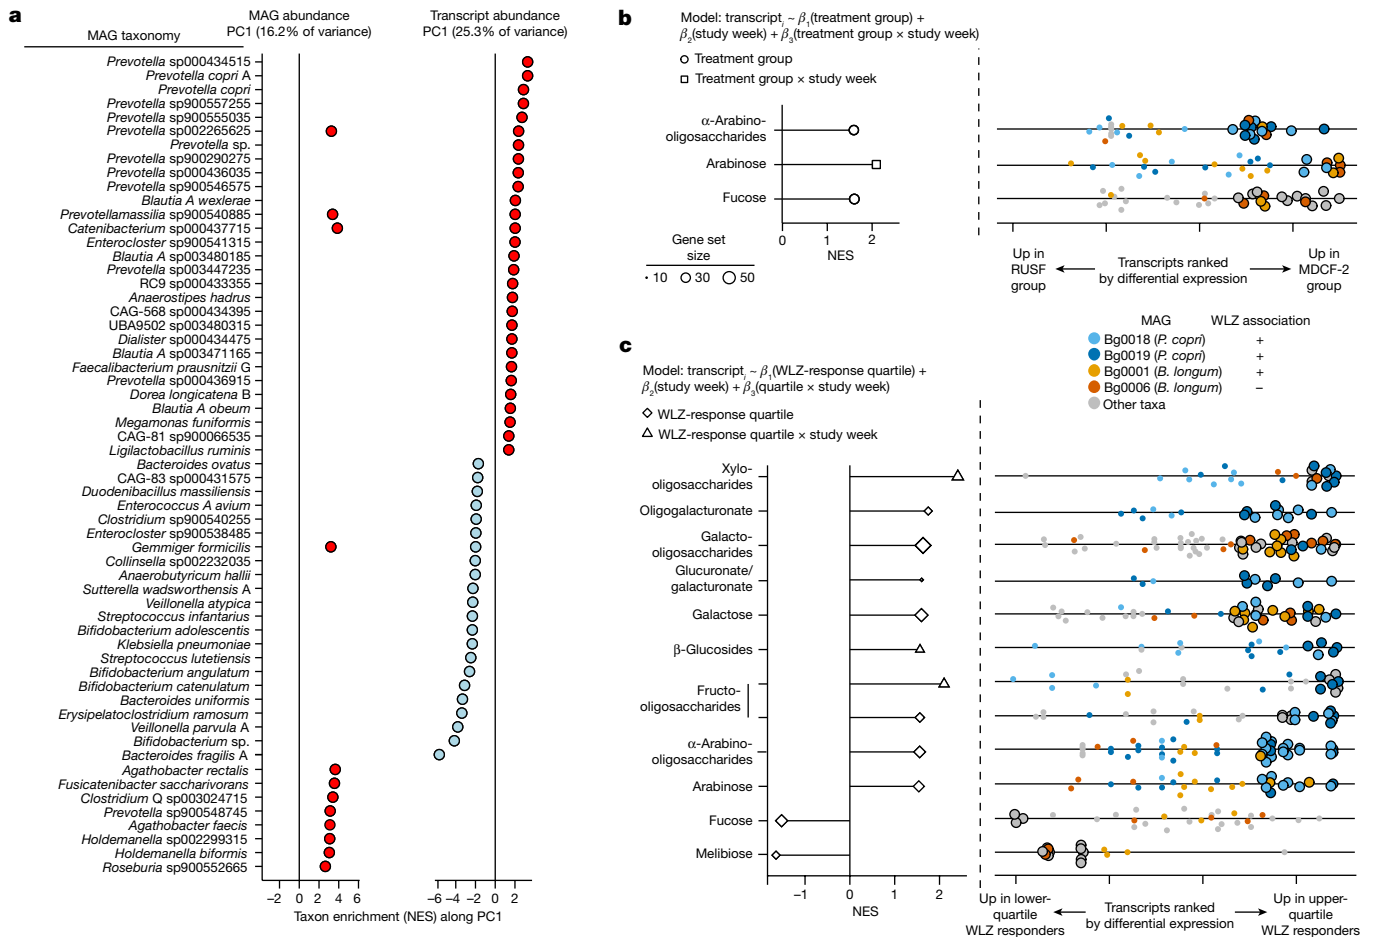 a
MAG abundance
PC1 (16.2% of variance)
Transcript abundance
PC1 (25.3% of variance)
MAG taxonomy
Prevotella sp000434515
Prevotella copri A
Prevotella copri
Prevotella sp900557255
Prevotella sp900555035
Prevotella sp002265625
Prevotella sp.
Prevotella sp900290275
Prevotella sp000436035
Prevotella sp900546575
Blautia A wexlerae
Prevotellamassilia sp900540885
Catenibacterium sp000437715
Enterocloster sp900541315
Blautia A sp003480185
Prevotella sp003447235
RC9 sp000433355
Anaerostipes hadrus
CAG-568 sp000434395
UBA9502 sp003480315
Dialister sp000434475
Blautia A sp003471165
Faecalibacterium prausnitzii G
Prevotella sp000436915
Dorea longicatena B
Blautia A obeum
Megamonas funiformis
CAG-81 sp900066535
Ligilactobacillus ruminis
Bacteroides ovatus
CAG-83 sp000431575
Duodenibacillus massiliensis
Enterococcus A avium
Clostridium sp900540255
Enterocloster sp900538485
Gemmiger formicilis
Collinsella sp002232035
Anaerobutyricum hallii
Sutterella wadsworthensis A
Veillonella atypica
Streptococcus infantarius
Bifidobacterium adolescentis
Klebsiella pneumoniae
Streptococcus lutetiensis
Bifidobacterium angulatum
Bifidobacterium catenulatum
Bacteroides uniformis
Erysipelatoclostridium ramosum
Veillonella parvula A
Bifidobacterium sp.
Bacteroides fragilis A
Agathobacter rectalis
Fusicatenibacter saccharivorans
Clostridium Q sp003024715
Prevotella sp900548745
Agathobacter faecis
Holdemanella sp002299315
Holdemanella biformis
Roseburia sp900552665
−2 0 2 4 6
−6 −4 −2 0 2
Taxon enrichment (NES) along PC1
b
Model: transcripti ~ β1(treatment group) +
β2(study week) + β3(treatment group × study week)
Treatment group
Treatment group × study week
α-Arabino-
oligosaccharides
Arabinose
Fucose
0 1 2
NES
Gene set
size
10 30 50
Up in
RUSF
group
Transcripts ranked
by differential expression
Up in
MDCF-2
group
MAG WLZ association
Bg0018 (P. copri) +
Bg0019 (P. copri) +
Bg0001 (B. longum) +
Bg0006 (B. longum) −
Other taxa
c
Model: transcripti ~ β1(WLZ-response quartile) +
β2(study week) + β3(quartile × study week)
WLZ-response quartile
WLZ-response quartile × study week
Xylo-
oligosaccharides
Oligogalacturonate
Galacto-
oligosaccharides
Glucuronate/
galacturonate
Galactose
β-Glucosides
Fructo-
oligosaccharides
α-Arabino-
oligosaccharides
Arabinose
Fucose
Melibiose
−1 0 1 2
NES
Up in lower-
quartile
WLZ responders
Transcripts ranked
by differential expression
Up in upper-
quartile
WLZ responders